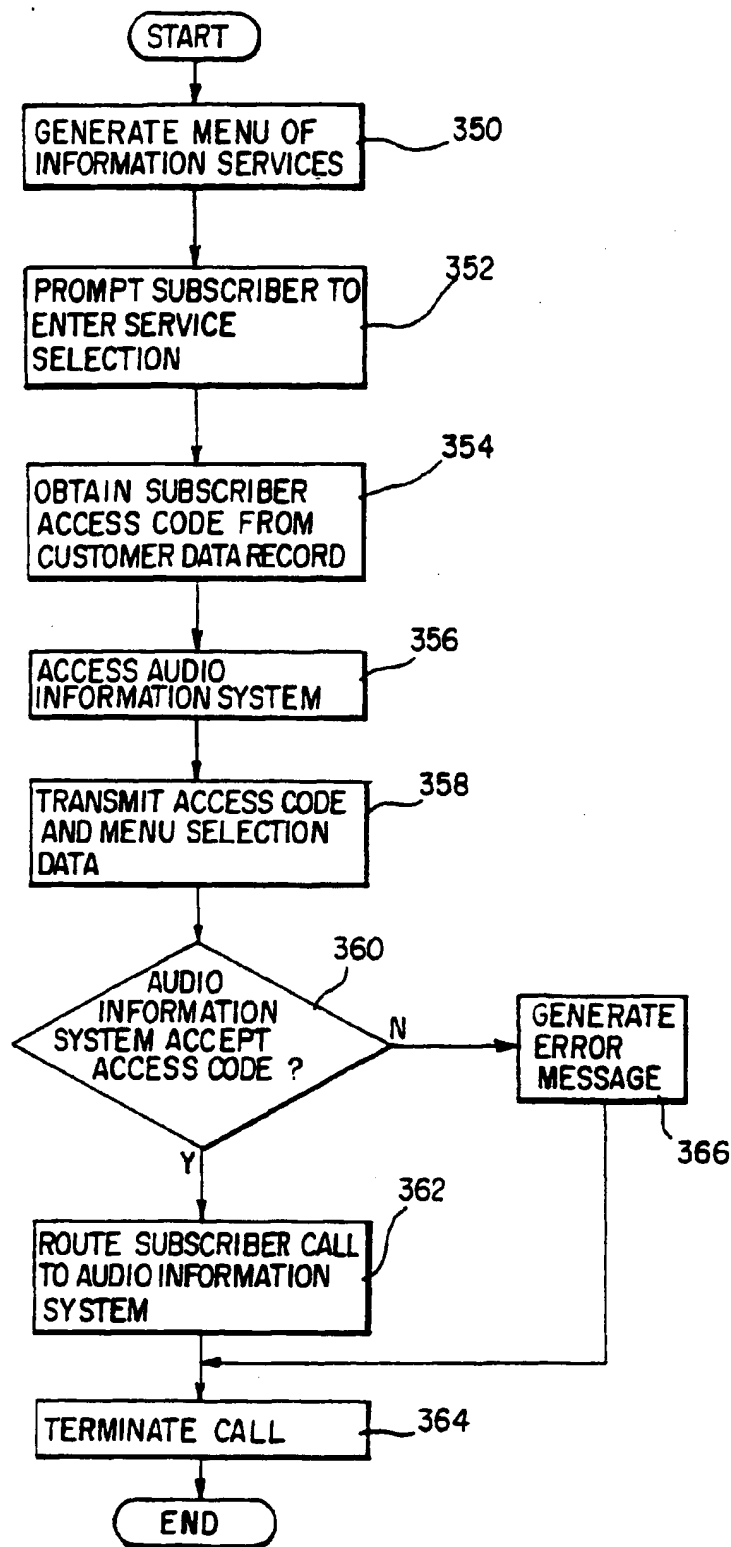 START
GENERATE MENU OF
INFORMATION SERVICES
350
PROMPT SUBSCRIBER TO
ENTER SERVICE
SELECTION
352
OBTAIN SUBSCRIBER
ACCESS CODE FROM
CUSTOMER DATA RECORD
354
ACCESS AUDIO
INFORMATION SYSTEM
356
TRANSMIT ACCESS CODE
AND MENU SELECTION
DATA
358
AUDIO
INFORMATION
SYSTEM ACCEPT
ACCESS CODE ?
360
N
GENERATE
ERROR
MESSAGE
366
Y
ROUTE SUBSCRIBER CALL
TO AUDIO INFORMATION
SYSTEM
362
TERMINATE CALL
364
END